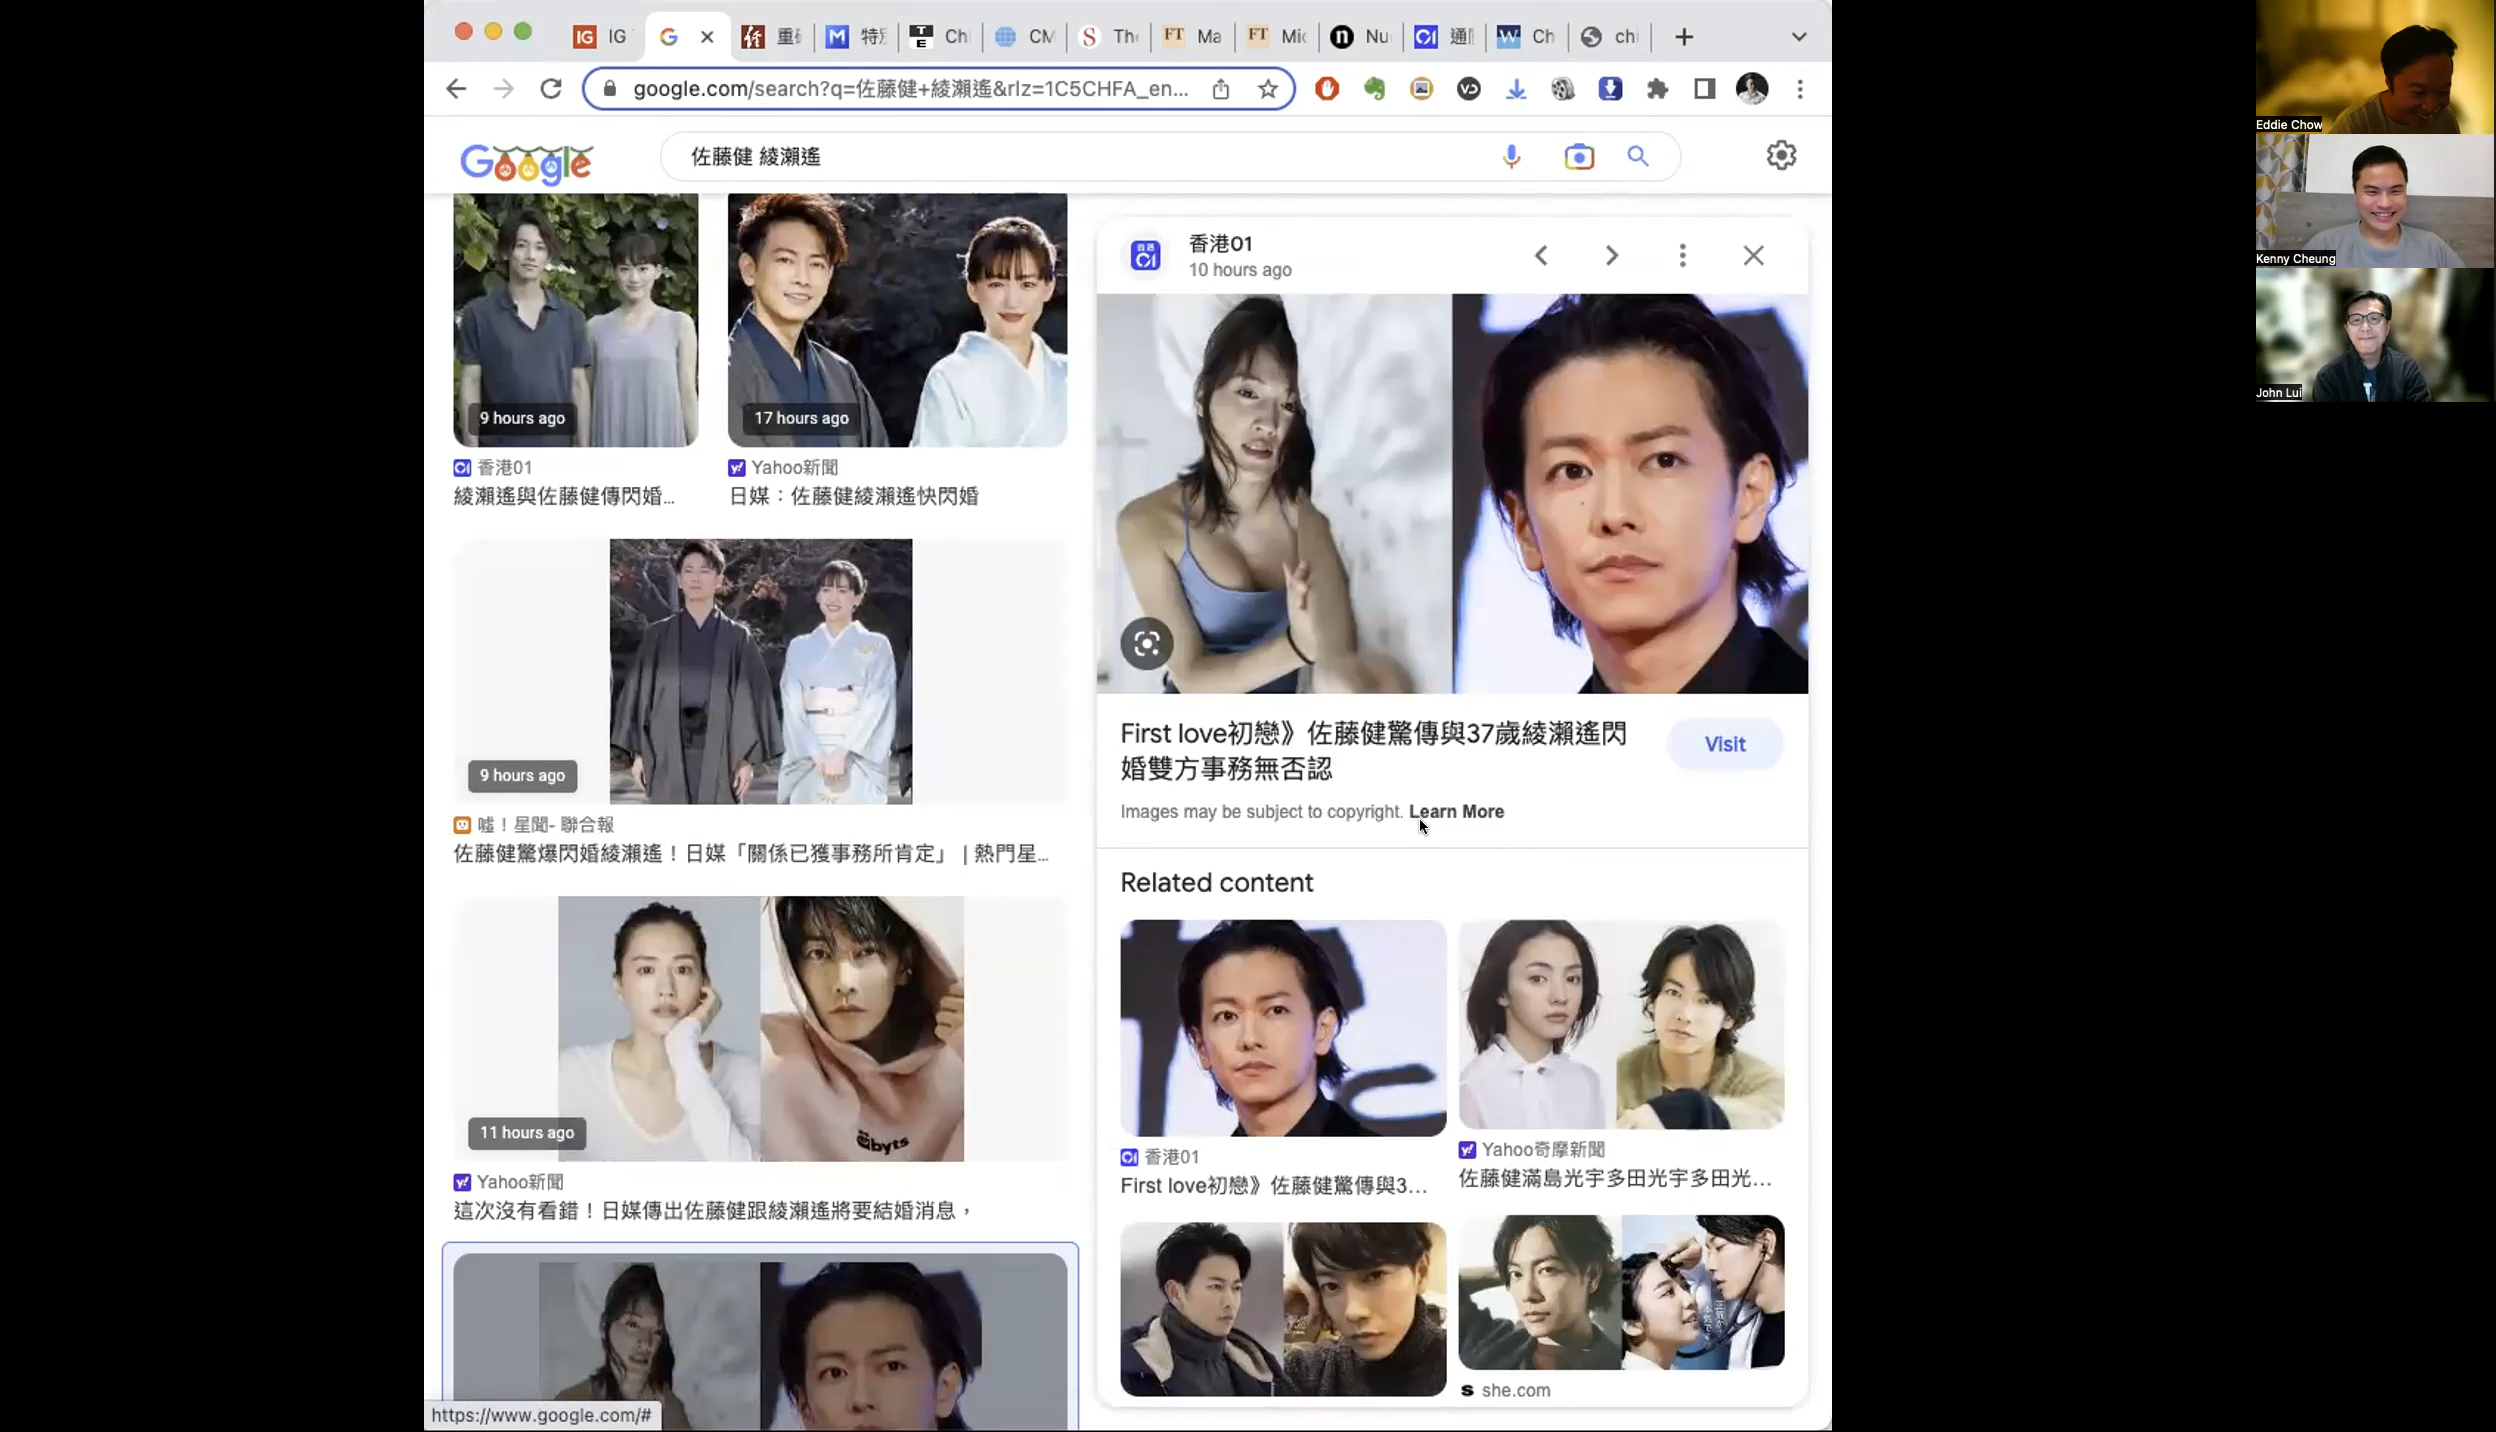 IG
重
特
Chi
CM
The
Ma
Mic
Nu
通
Ch
chi
google.com/search?q=佐藤健+綾瀨遙&rlz=1C5CHFA_en...
Google
佐藤健 綾瀨遙
9 hours ago
香港01
綾瀨遙與佐藤健傳閃婚...
17 hours ago
Yahoo新聞
日媒：佐藤健綾瀨遙快閃婚
9 hours ago
噓！星聞- 聯合報
佐藤健驚爆閃婚綾瀨遙！日媒「關係已獲事務所肯定」 | 熱門星...
byts
11 hours ago
Yahoo新聞
這次沒有看錯！日媒傳出佐藤健跟綾瀨遙將要結婚消息，
https://www.google.com/#
香港01
10 hours ago
First love初戀》佐藤健驚傳與37歲綾瀨遙閃
婚雙方事務無否認
Visit
Images may be subject to copyright. Learn More
Related content
香港01
First love初戀》佐藤健驚傳與3...
Yahoo奇摩新聞
佐藤健滿島光宇多田光宇多田光...
she.com
Eddie Chow
Kenny Cheung
John Lui